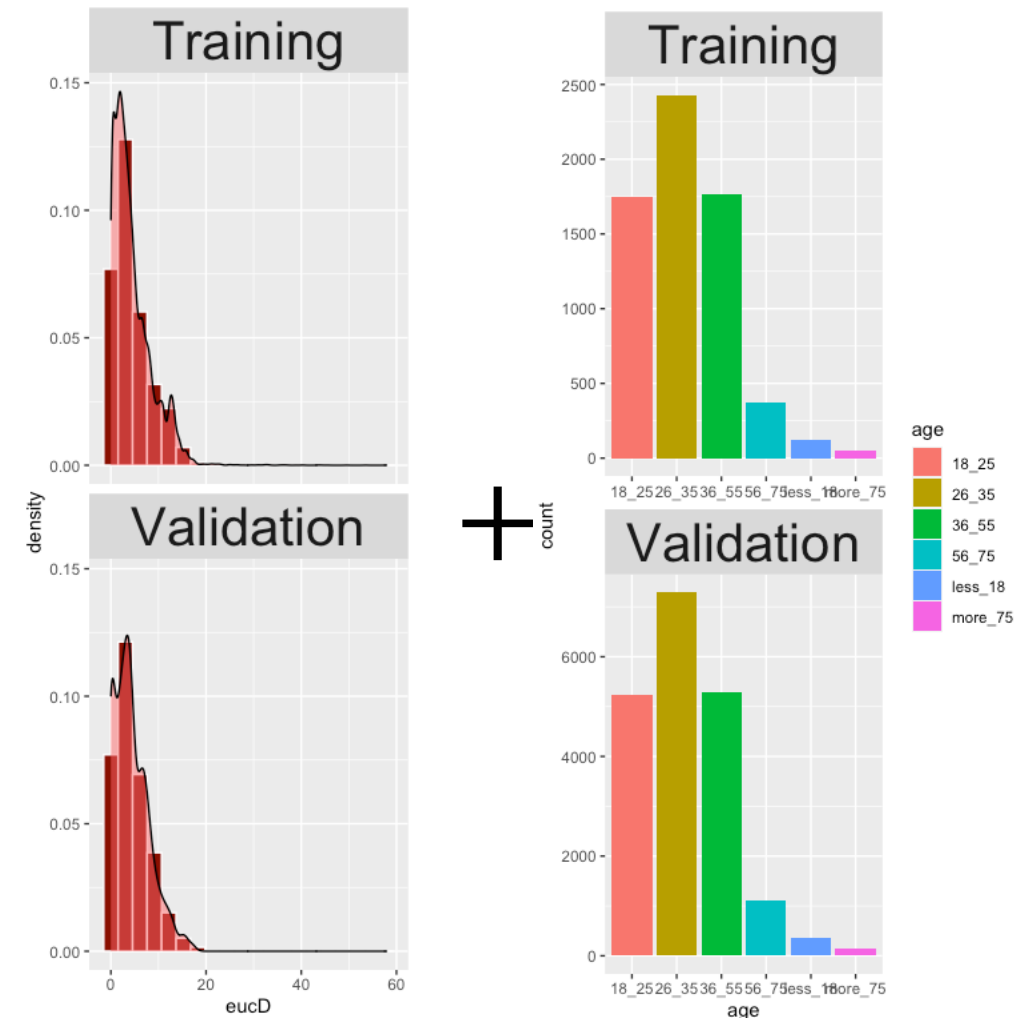 Training
0.15
0.10
0.05
0.00
Validation
0.15
0.10
0.05
0.00
0 20 40 60
eucD
density
Training
2500
2000
1500
1000
500
0
18_25 26_35 36_55 56_75 less_18 more_75
Validation
6000
4000
2000
0
18_25 26_35 36_55 56_75 less_18 more_75
age
count
age
18_25
26_35
36_55
56_75
less_18
more_75